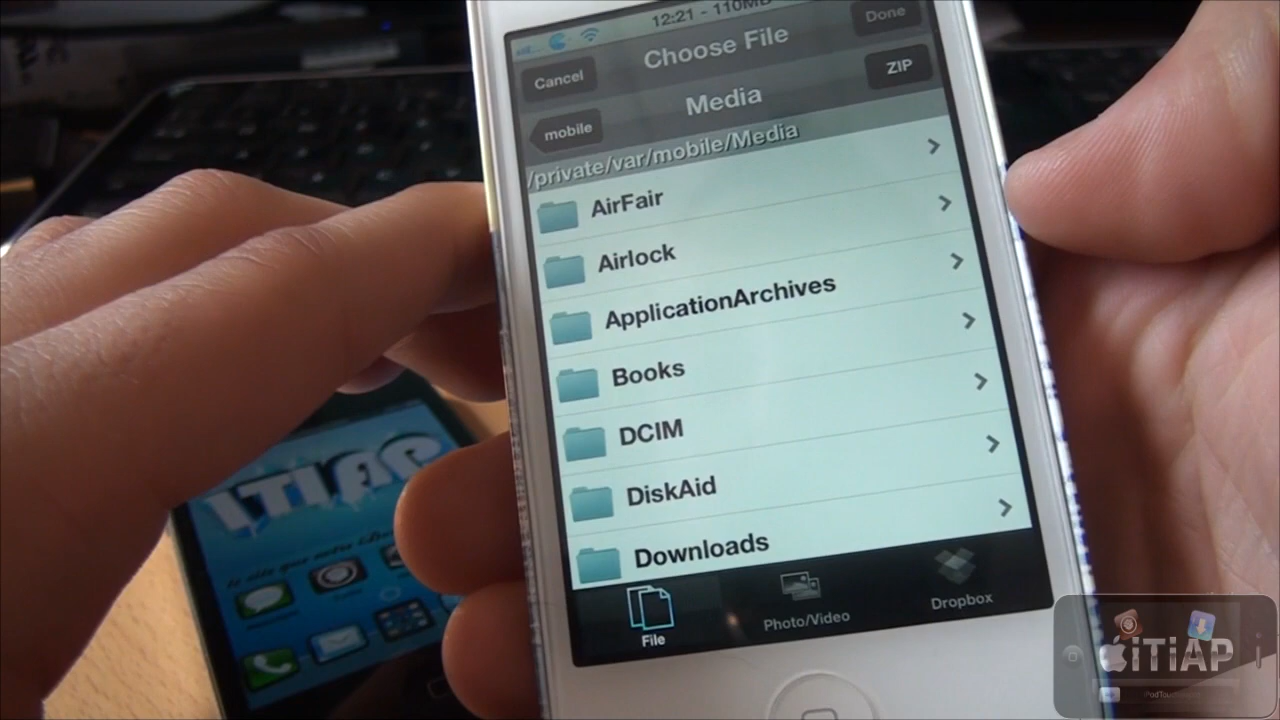 12:21 - 110MB
Cancel
Choose File
Done
mobile
Media
ZIP
/private/var/mobile/Media
AirFair
Airlock
ApplicationArchives
Books
DCIM
DiskAid
Downloads
File
Photo/Video
Dropbox
iTiAP